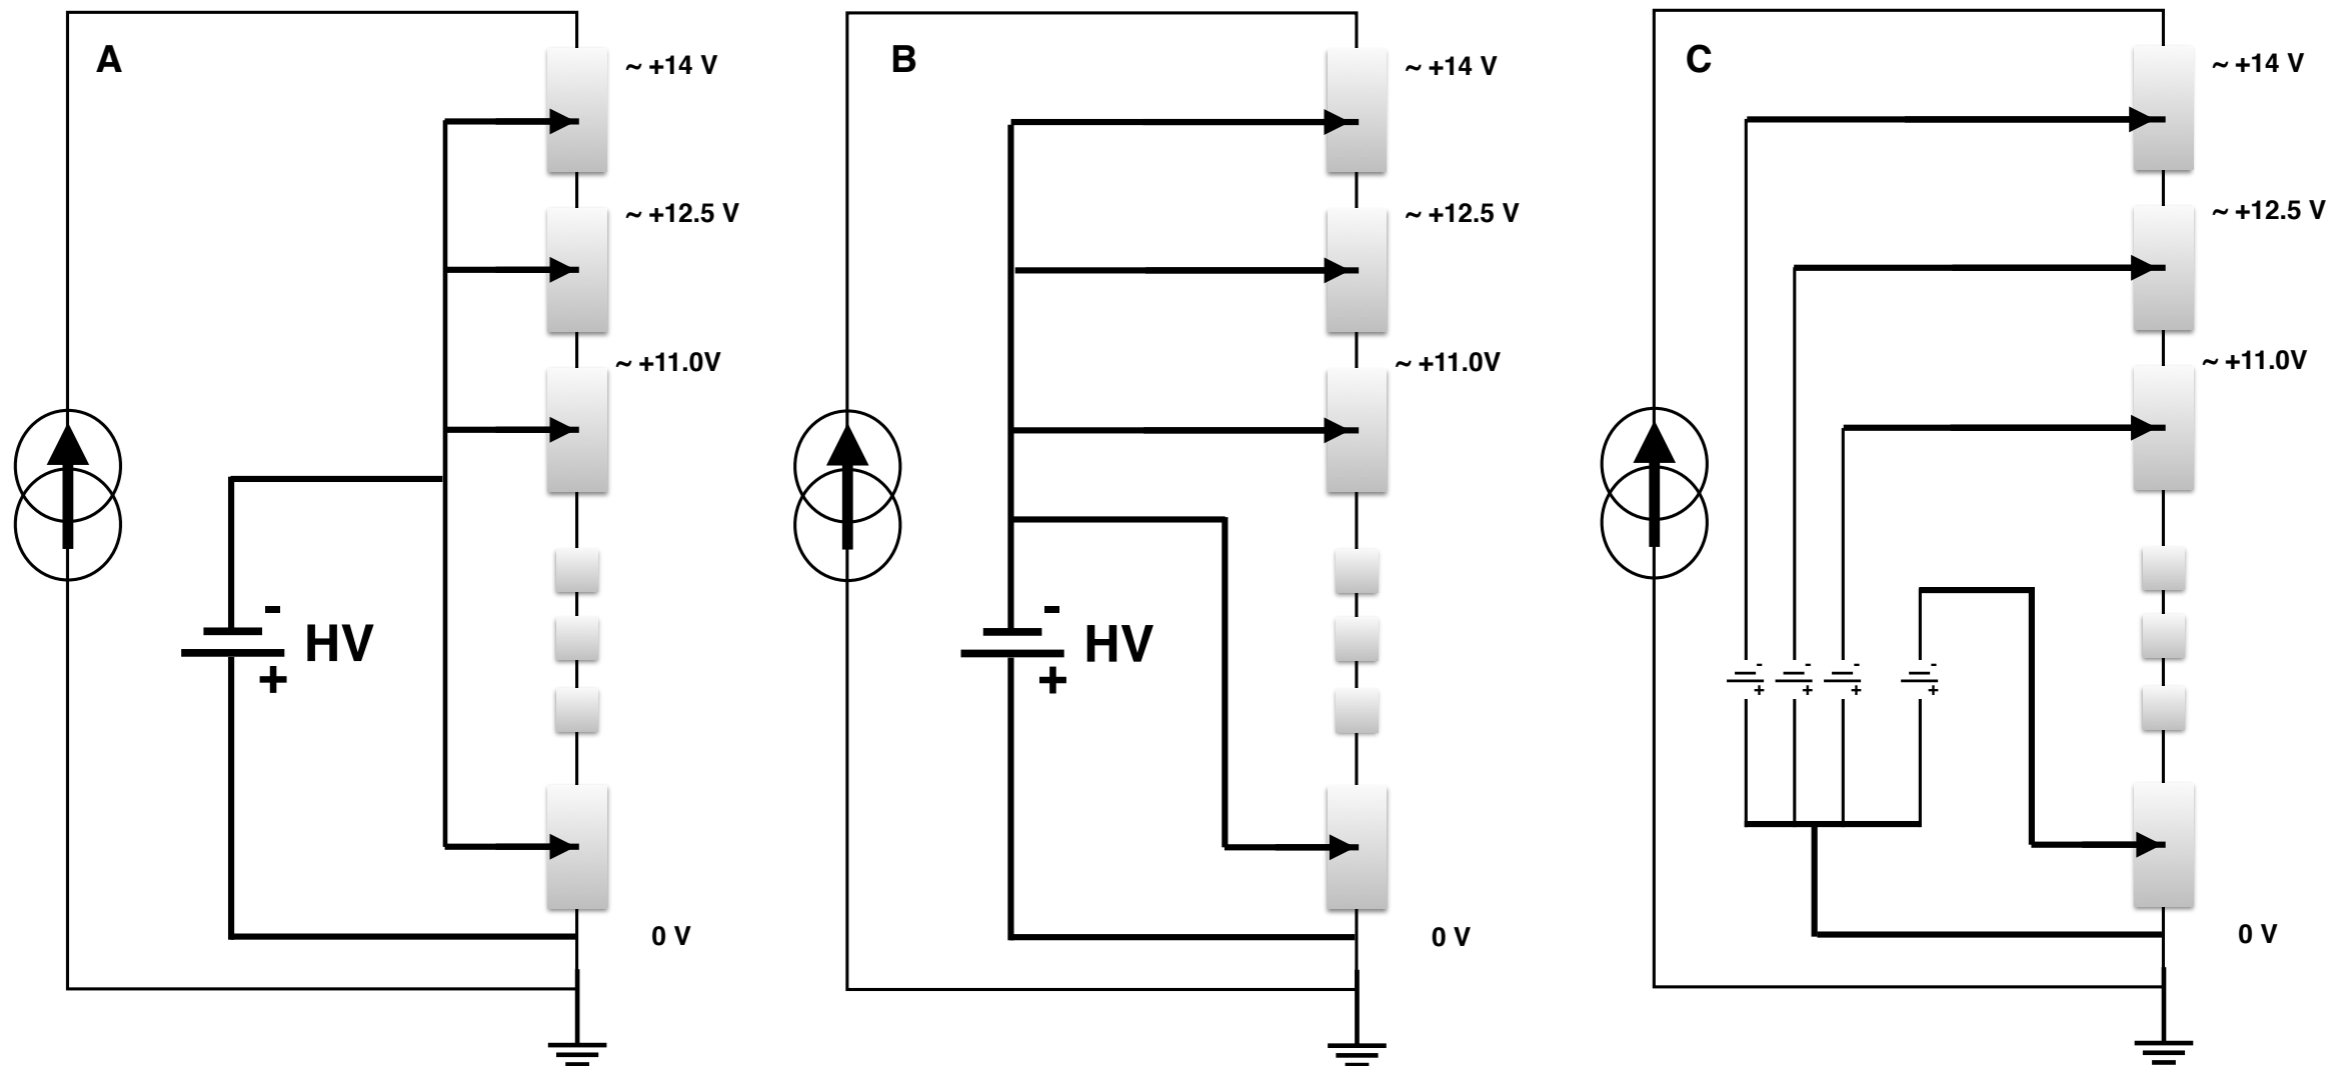 A
~ +14 V
~ +12.5 V
~ +11.0V
-
HV
+
0 V
B
~ +14 V
~ +12.5 V
~ +11.0V
-
HV
+
0 V
C
~ +14 V
~ +12.5 V
~ +11.0V
- - - -
+ + + +
0 V